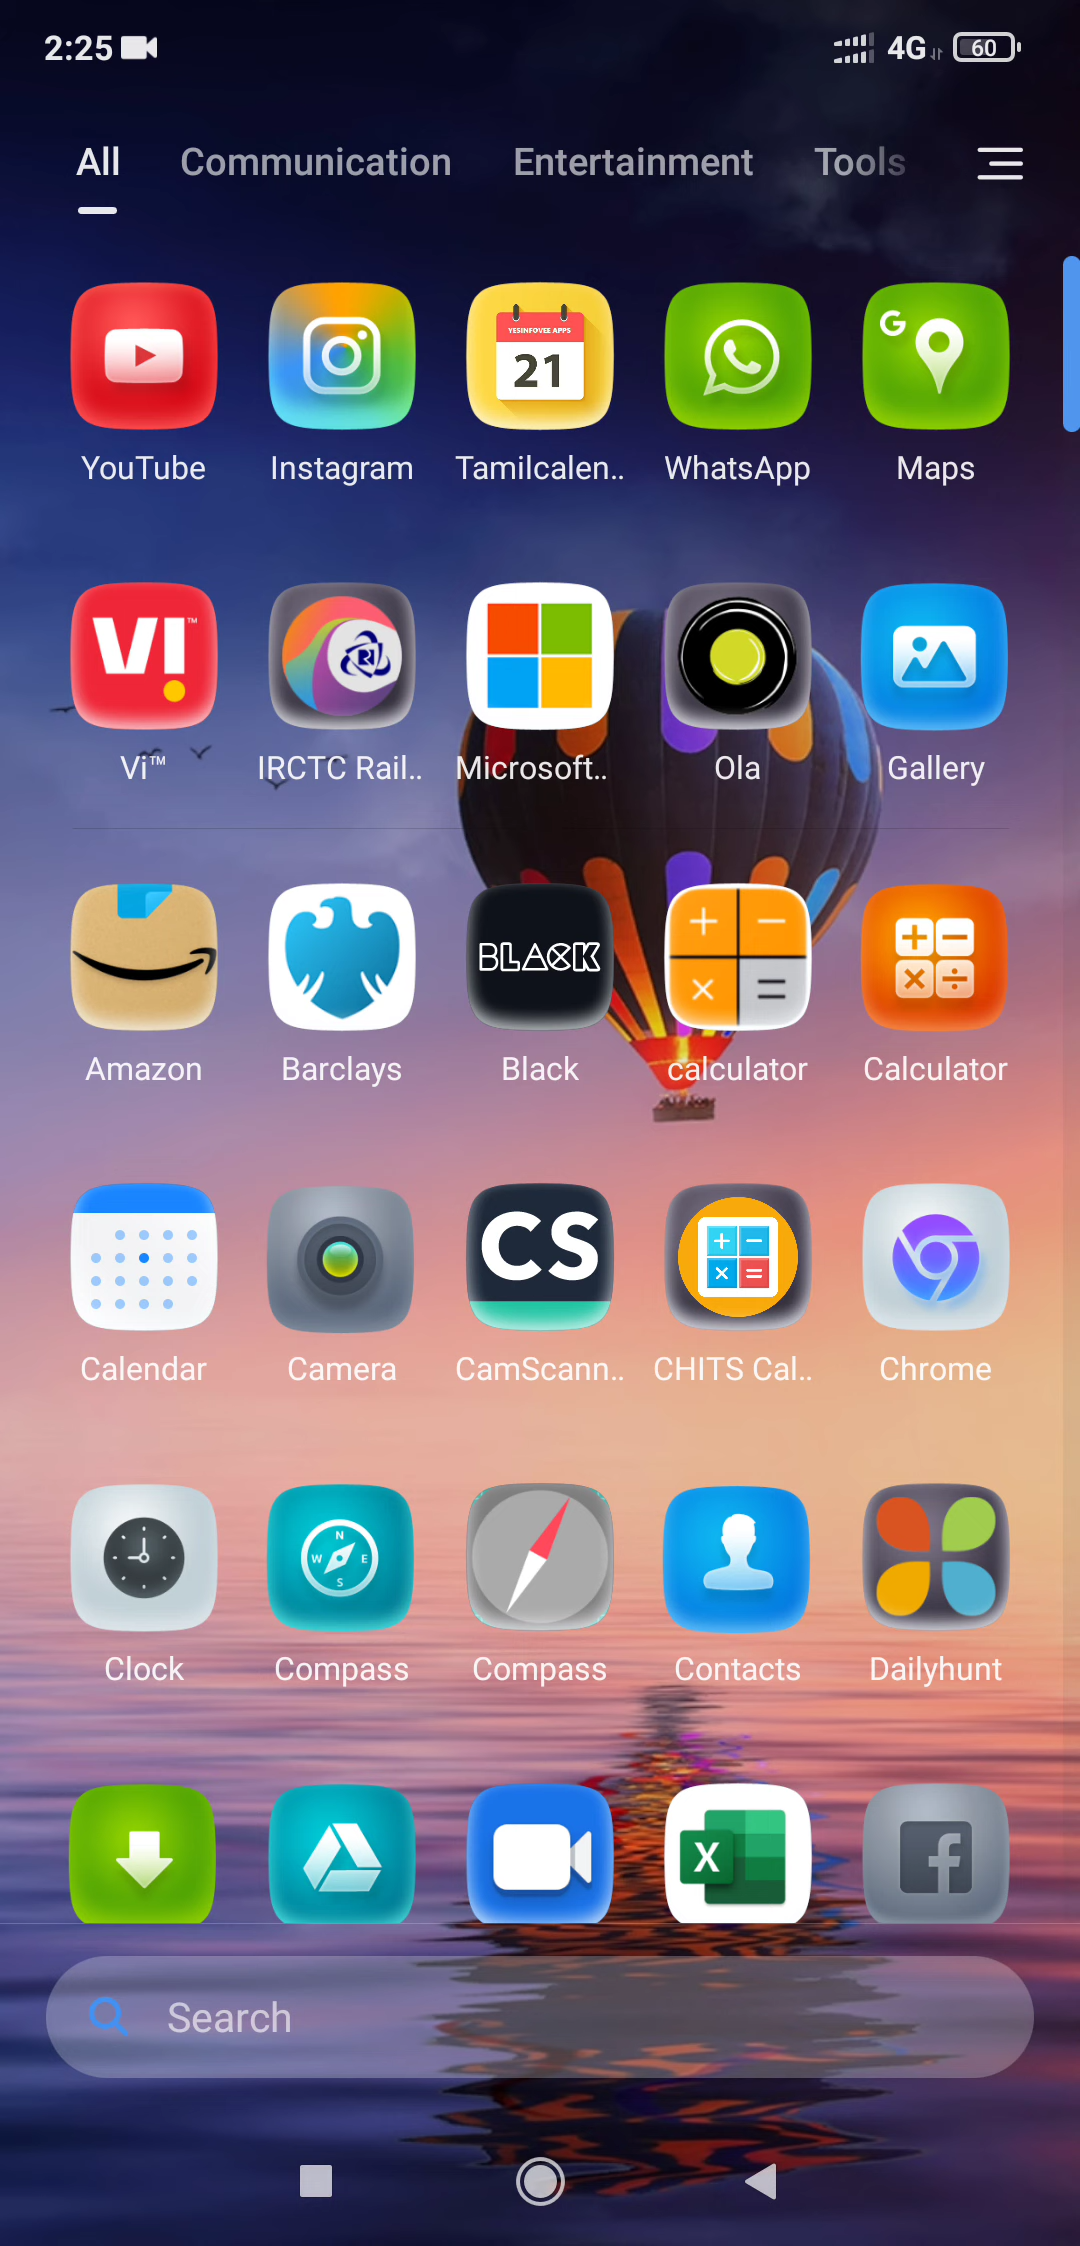 2:25 4G 60
All Communication Entertainment Tools
YESINFOVEE APPS
21
G
YouTube Instagram Tamilcalen.. WhatsApp Maps
VI™
R
Vi™ IRCTC Rail.. Microsoft.. Ola Gallery
BLACK
Amazon Barclays Black calculator Calculator
CS
Calendar Camera CamScann.. CHITS Cal.. Chrome
N
W E
S
Clock Compass Compass Contacts Dailyhunt
X
Search